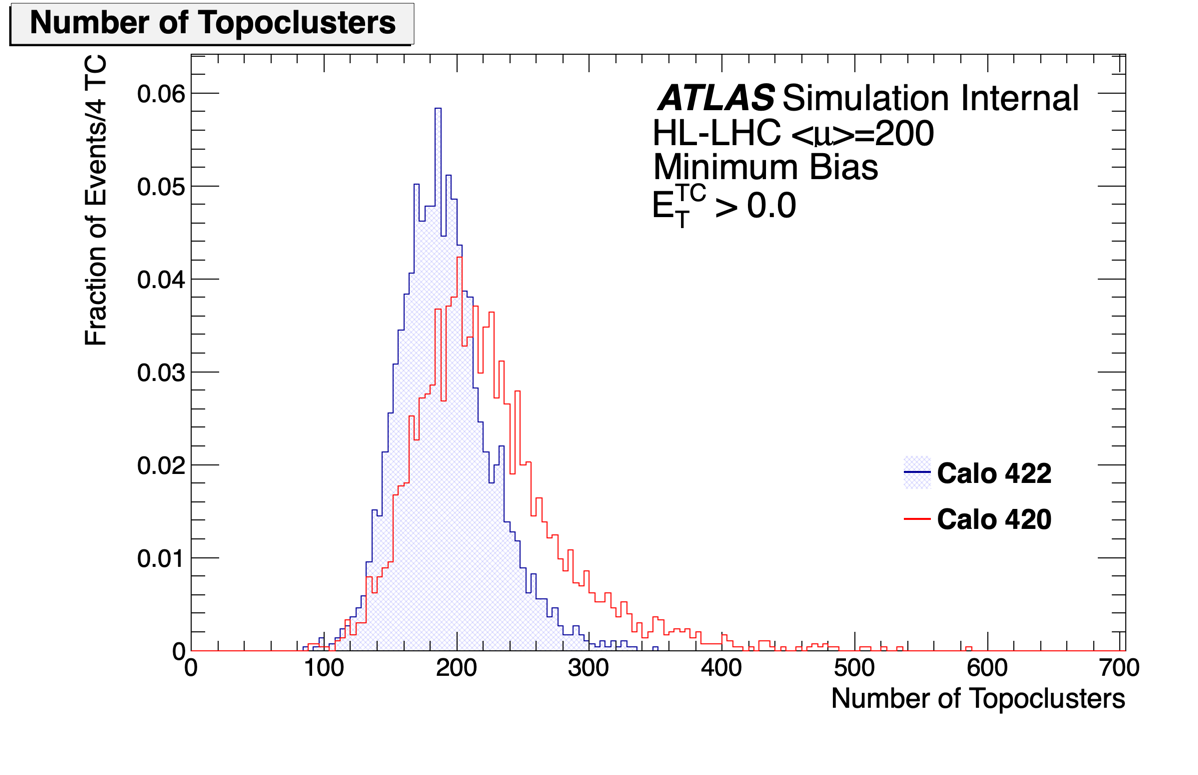 Number of Topoclusters
Fraction of Events/4 TC
0.06
0.05
0.04
0.03
0.02
0.01
0
ATLAS Simulation Internal
HL-LHC <μ>=200
Minimum Bias
E_T^TC > 0.0
Calo 422
Calo 420
0 100 200 300 400 500 600 700
Number of Topoclusters